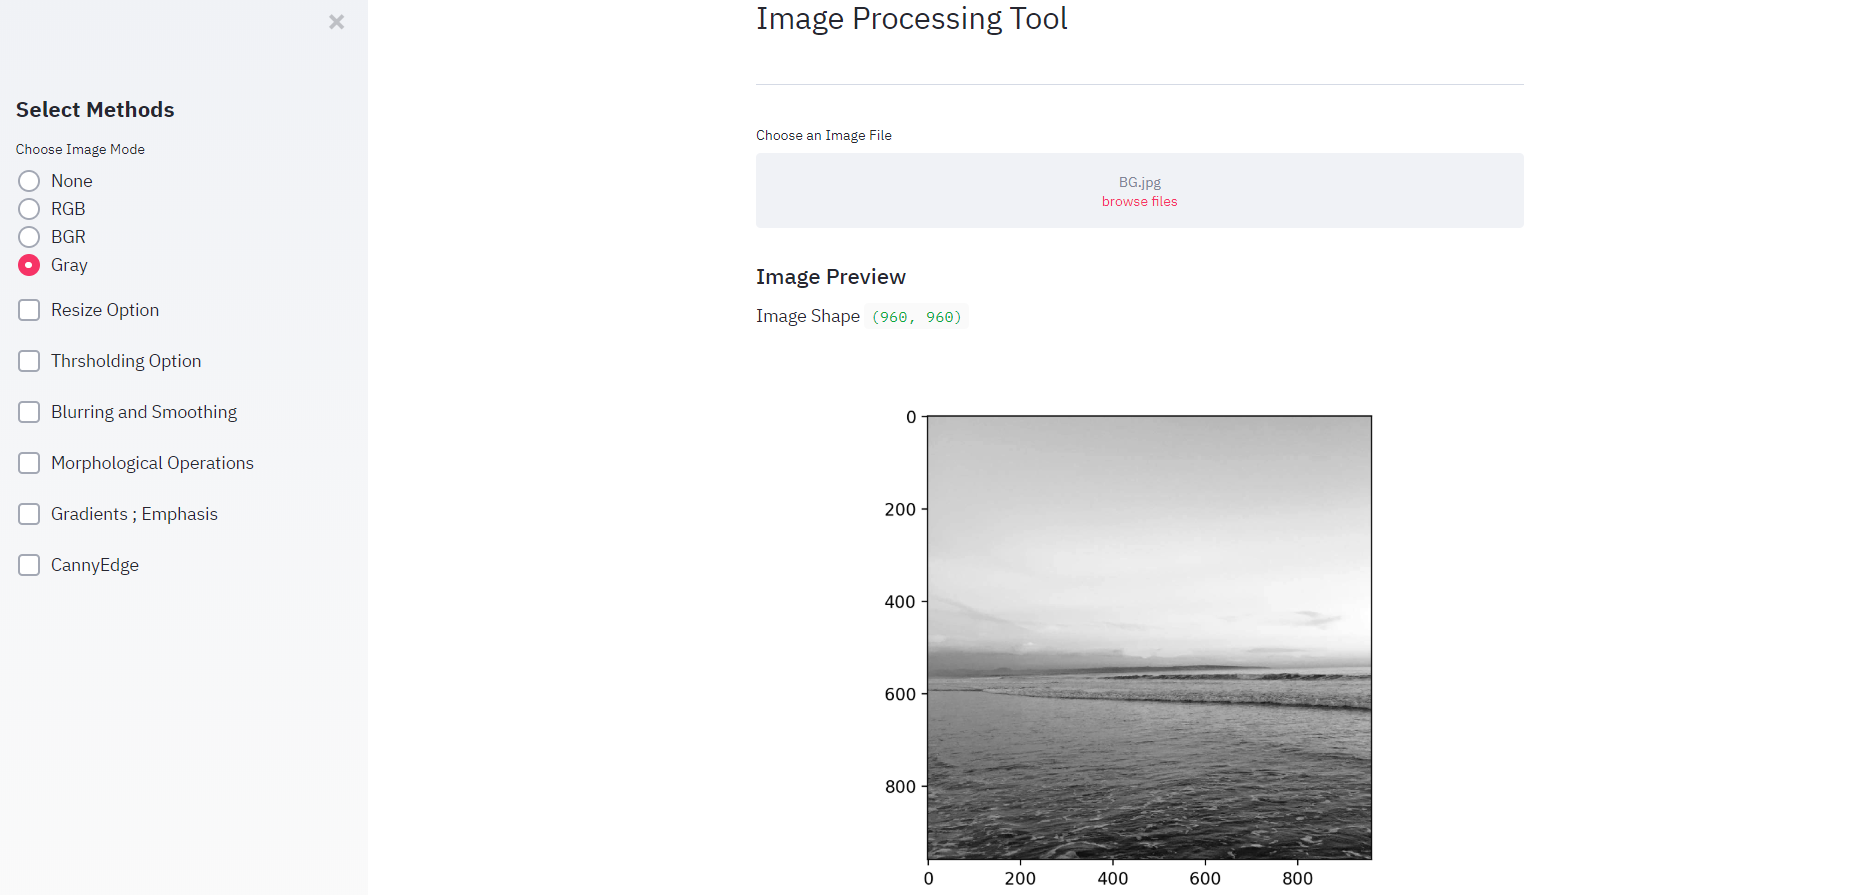 ×
Select Methods
Choose Image Mode
None
RGB
BGR
Gray
Resize Option
Thrsholding Option
Blurring and Smoothing
Morphological Operations
Gradients ; Emphasis
CannyEdge
Image Processing Tool
Choose an Image File
BG.jpg
browse files
Image Preview
Image Shape (960, 960)
0
200
400
600
800
0 200 400 600 800